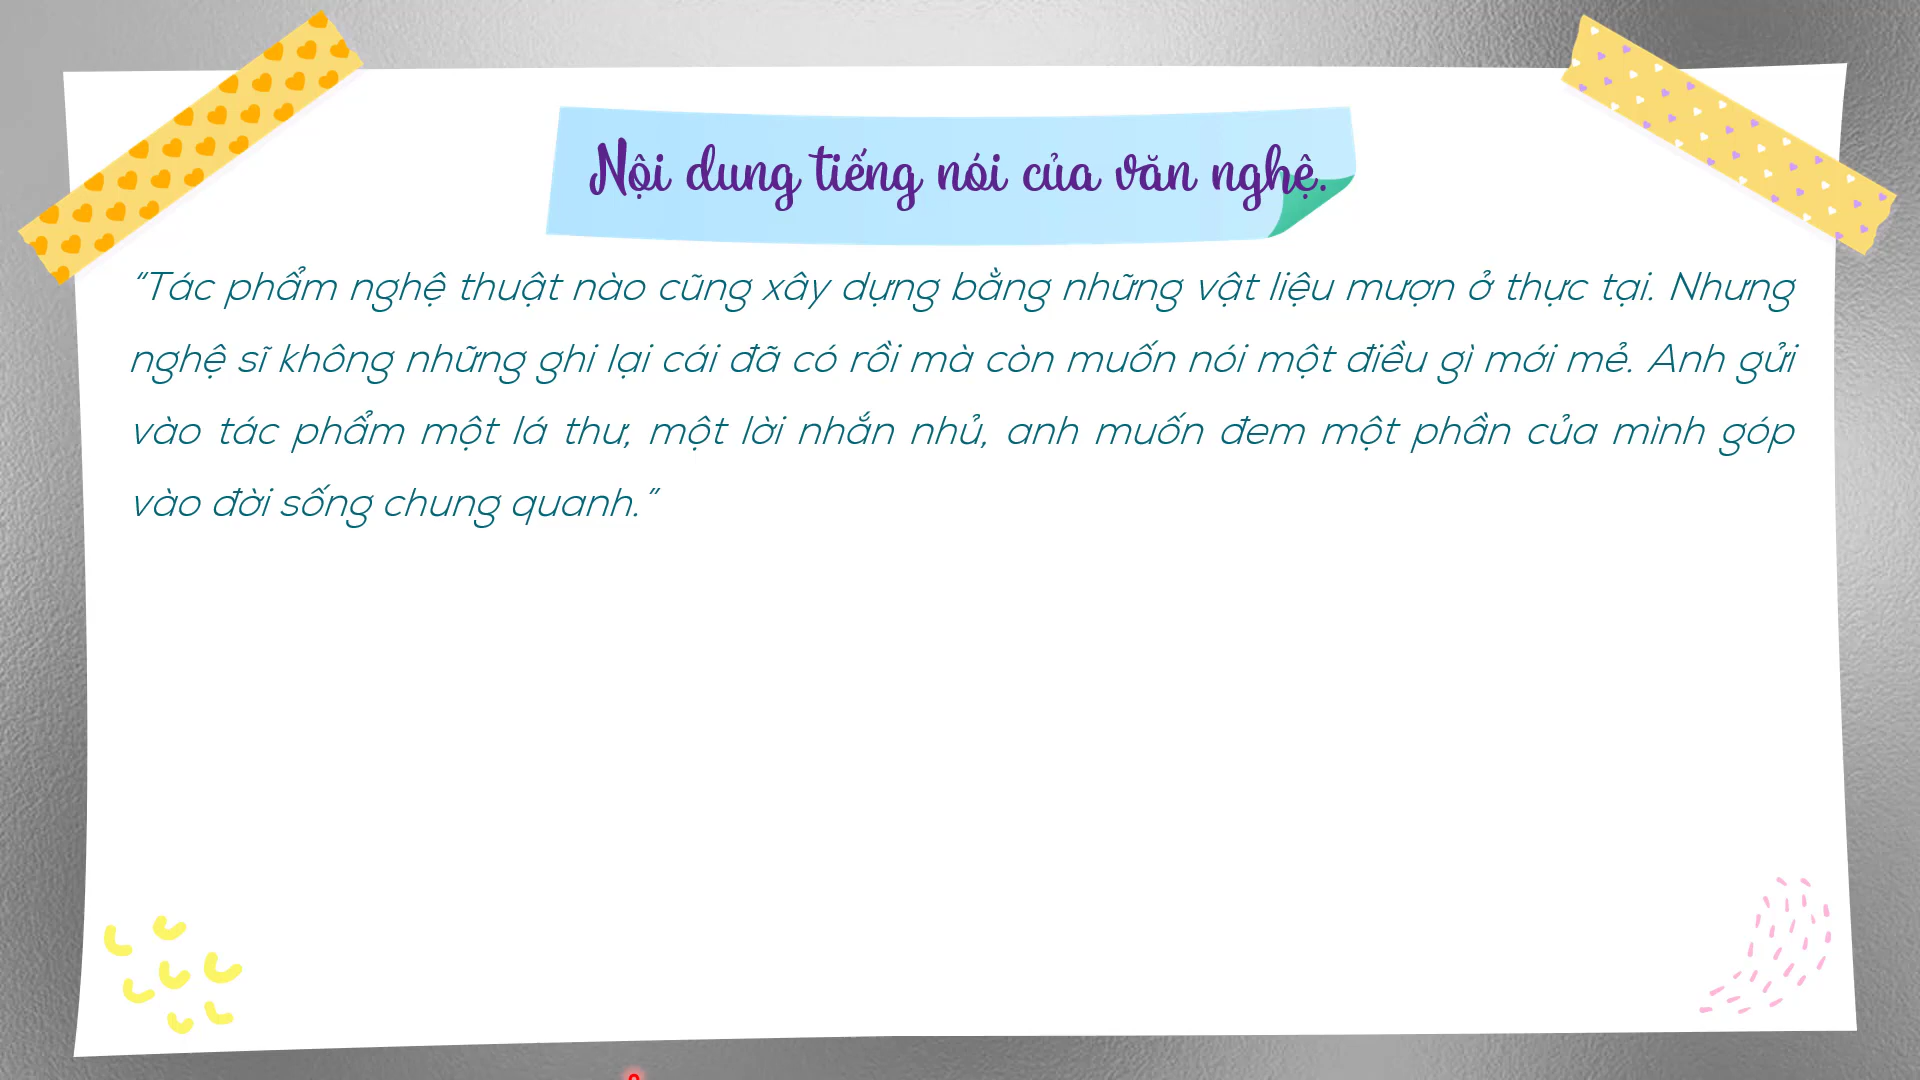 Nội dung tiếng nói của văn nghệ.
“Tác phẩm nghệ thuật nào cũng xây dựng bằng những vật liệu mượn ở thực tại. Nhưng
nghệ sĩ không những ghi lại cái đã có rồi mà còn muốn nói một điều gì mới mẻ. Anh gửi
vào tác phẩm một lá thư, một lời nhắn nhủ, anh muốn đem một phần của mình góp
vào đời sống chung quanh.”